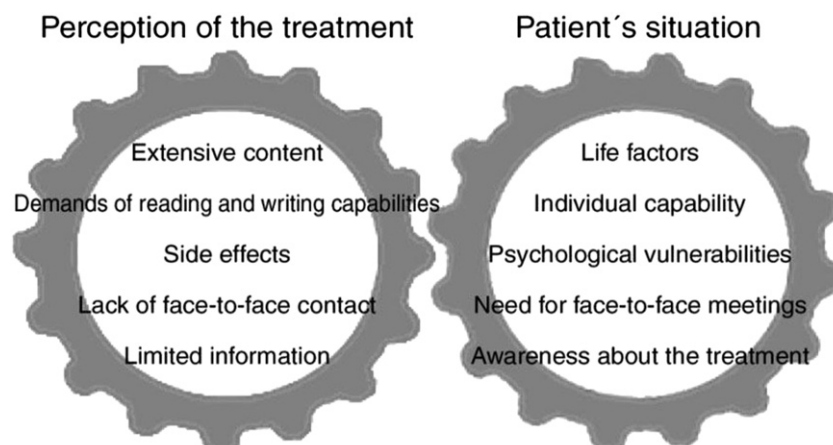 Perception of the treatment
Extensive content
Demands of reading and writing capabilities
Side effects
Lack of face-to-face contact
Limited information
Patient´s situation
Life factors
Individual capability
Psychological vulnerabilities
Need for face-to-face meetings
Awareness about the treatment